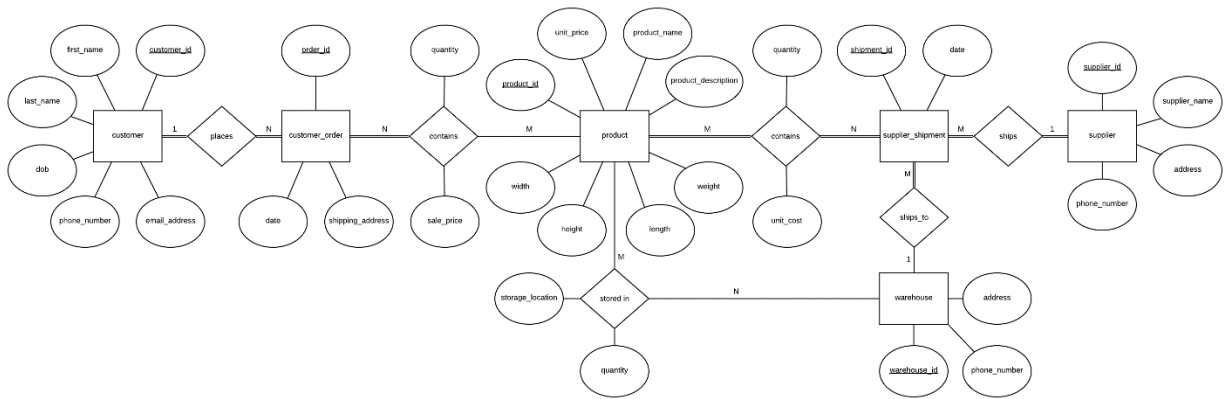 unit_price
product_name
first_name
customer_id
order_id
quantity
quantity
shipment_id
date
supplier_id
product_id
product_description
last_name
supplier_name
customer
1
places
N
customer_order
N
contains
M
product
M
contains
N
supplier_shipment
M
ships
1
supplier
dob
width
weight
M
address
phone_number
email_address
date
shipping_address
sale_price
height
length
unit_cost
ships_to
phone_number
M
1
storage_location
stored in
N
warehouse
address
quantity
warehouse_id
phone_number